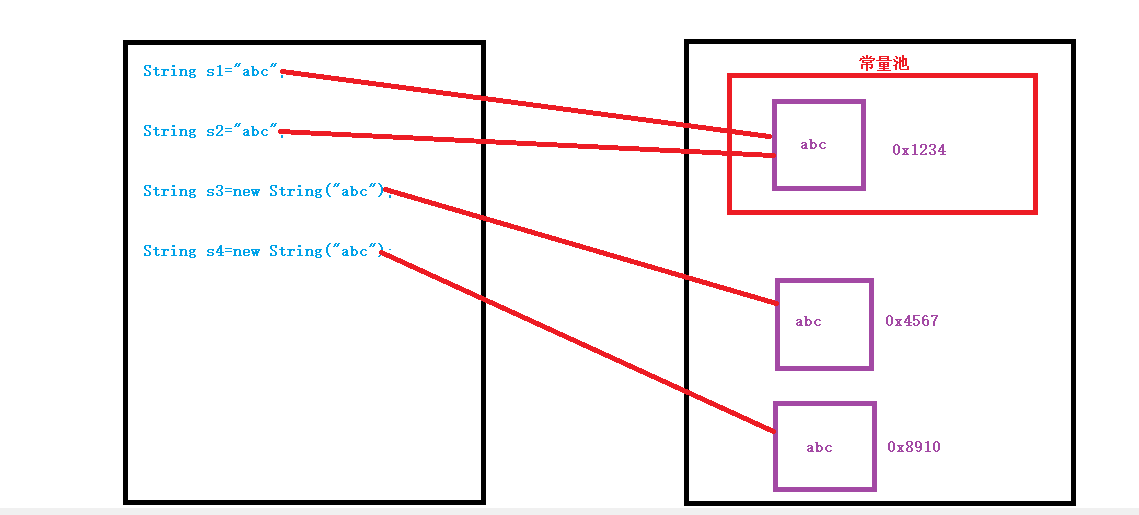 String s1="abc";
String s2="abc";
String s3=new String("abc");
String s4=new String("abc");
常量池
abc
0x1234
abc
0x4567
abc
0x8910